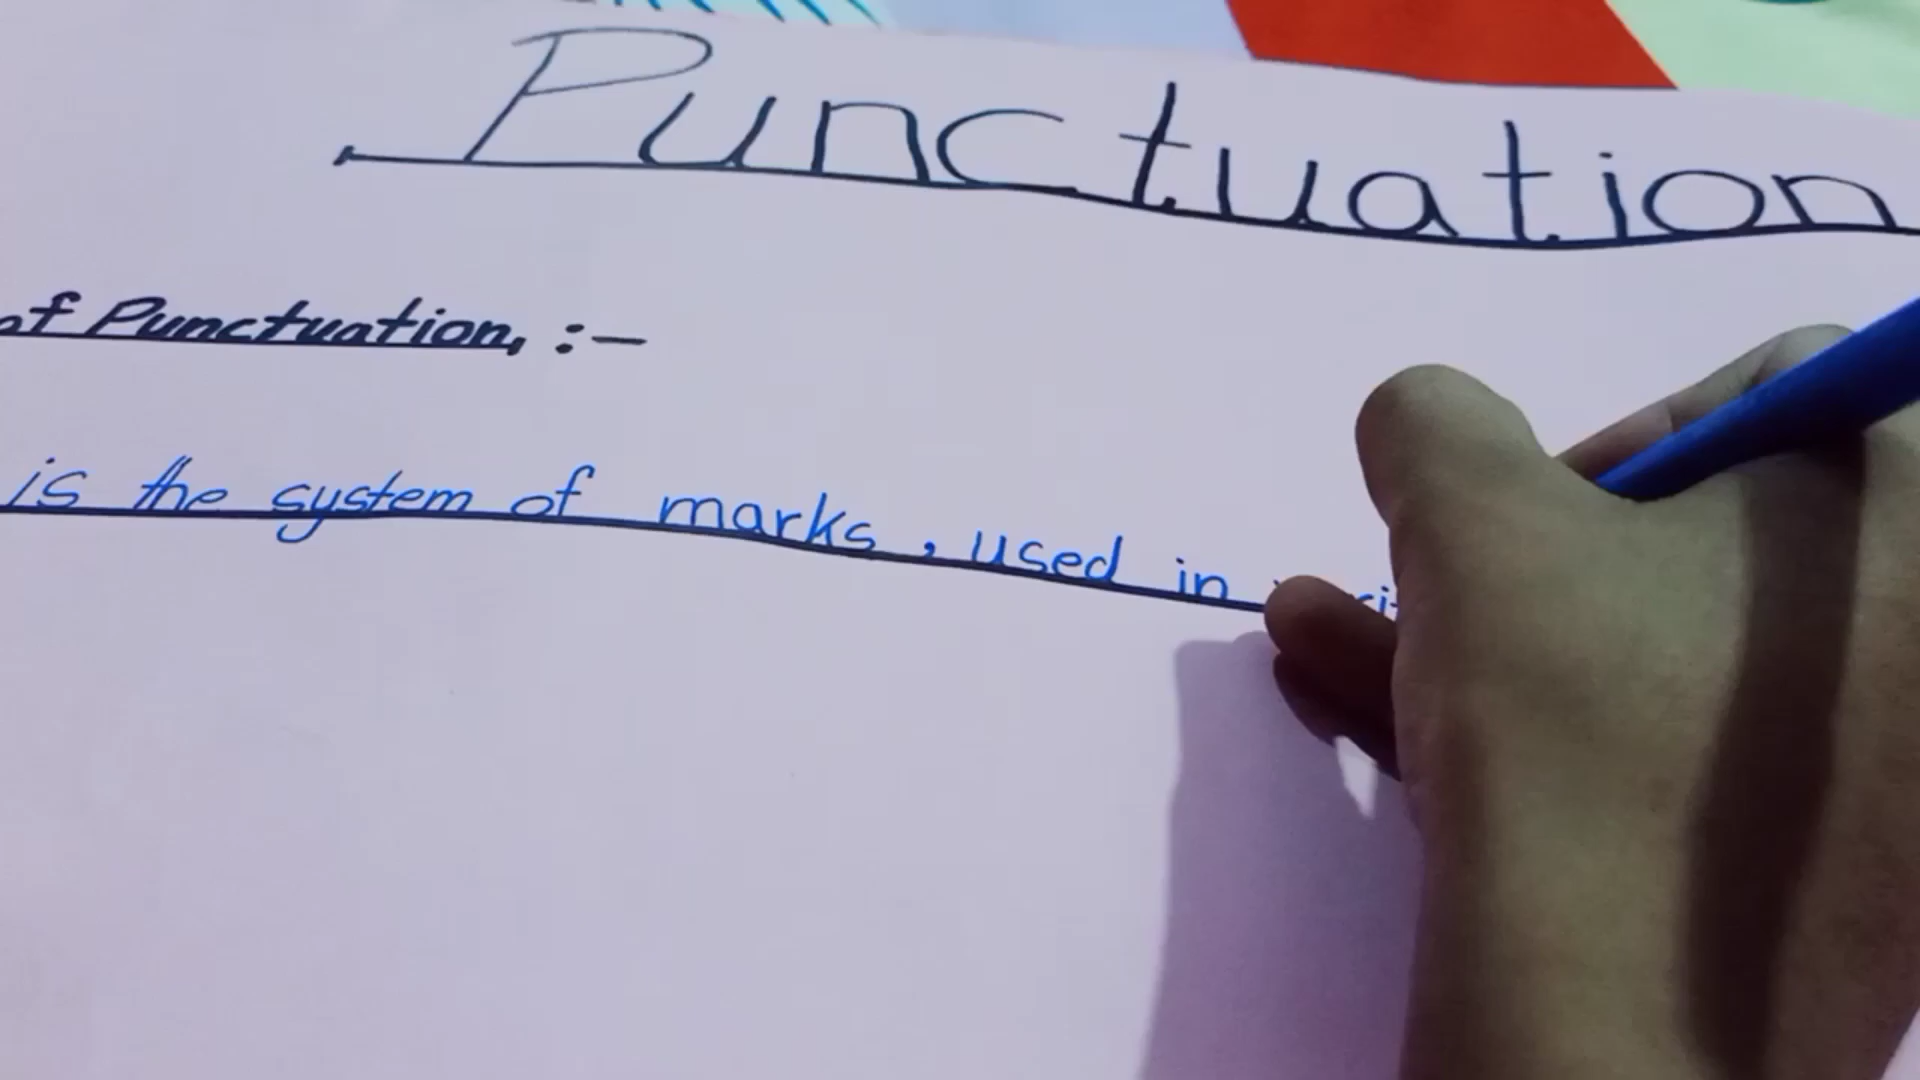 Punctuation
of Punctuation, :-
is the system of marks, used in